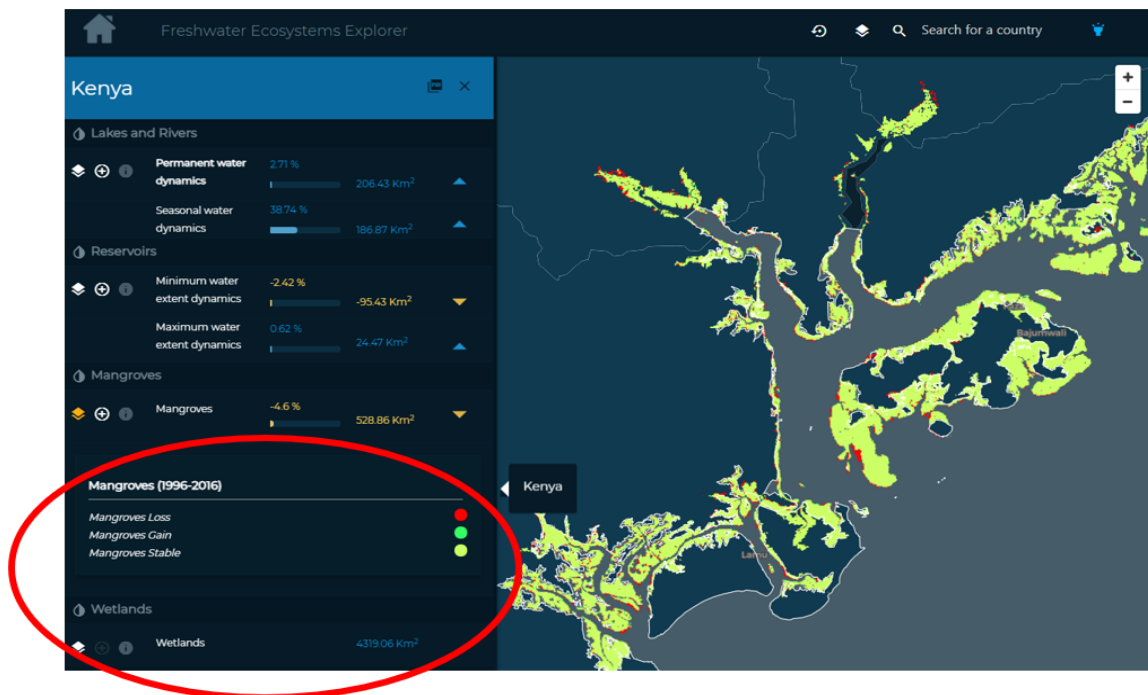 Freshwater Ecosystems Explorer
Search for a country
Kenya
Lakes and Rivers
Permanent water
dynamics
2.71 %
206.43 Km²
Seasonal water
dynamics
38.74 %
186.87 Km²
Reservoirs
Minimum water
extent dynamics
-2.42 %
-95.43 Km²
Maximum water
extent dynamics
0.62 %
24.47 Km²
Mangroves
Mangroves
-4.6 %
528.86 Km²
Mangroves (1996-2016)
Mangroves Loss
Mangroves Gain
Mangroves Stable
Wetlands
Wetlands
4319.06 Km²
Kenya
Bajumwali
Lamu